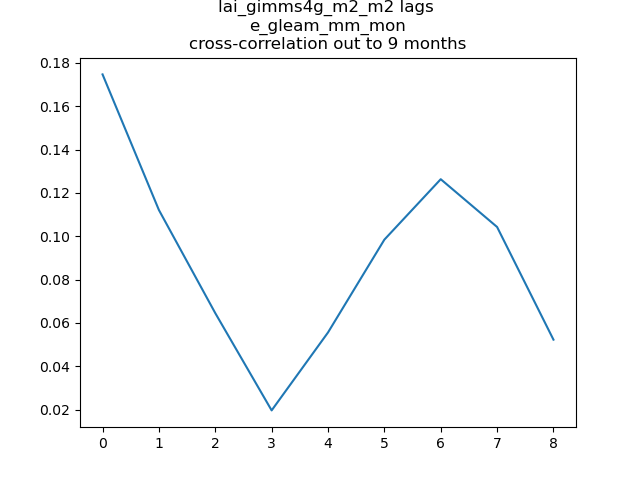 lai_gimms4g_m2_m2 lags
e_gleam_mm_mon
cross-correlation out to 9 months
0.18
0.16
0.14
0.12
0.10
0.08
0.06
0.04
0.02
0 1 2 3 4 5 6 7 8